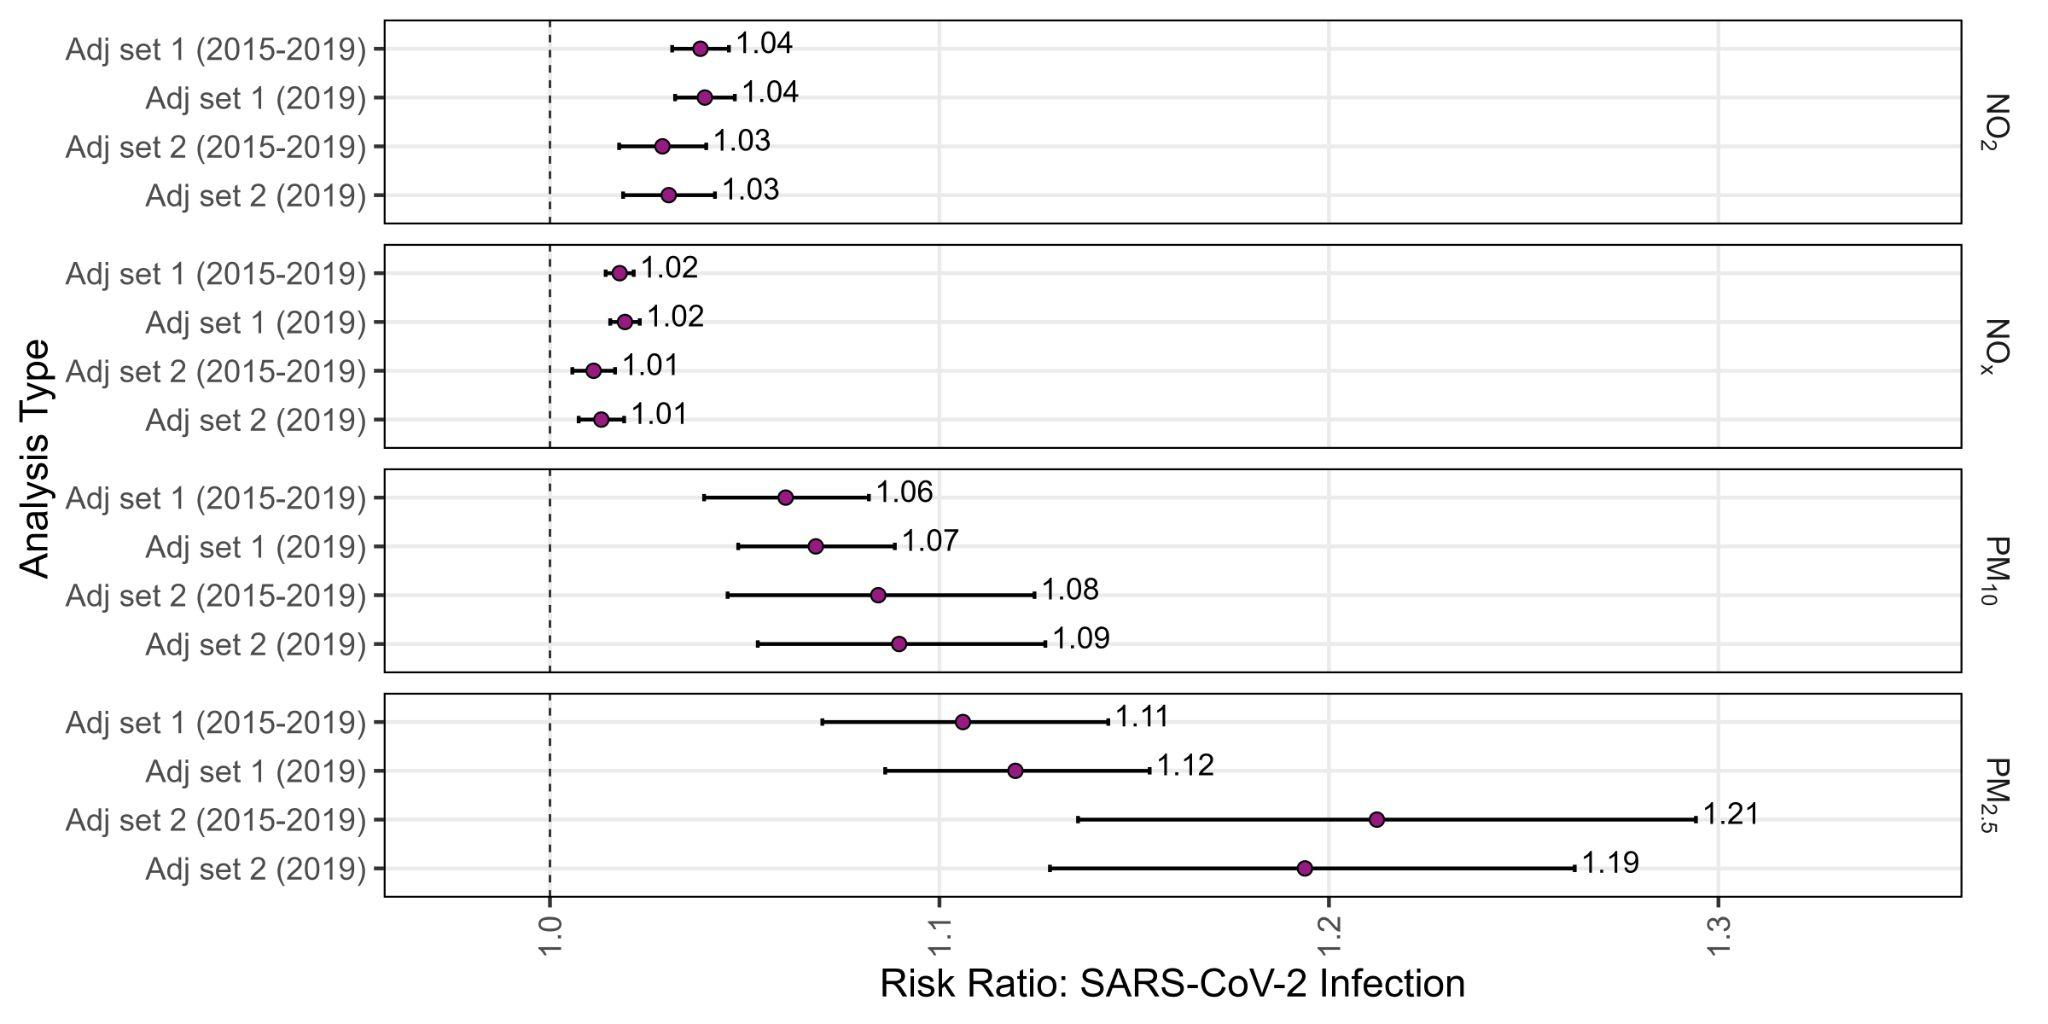 Adj set 1 (2015-2019) 1.04
Adj set 1 (2019) 1.04
Adj set 2 (2015-2019) 1.03
Adj set 2 (2019) 1.03
NO2
Adj set 1 (2015-2019) 1.02
Adj set 1 (2019) 1.02
Adj set 2 (2015-2019) 1.01
Adj set 2 (2019) 1.01
NOx
Adj set 1 (2015-2019) 1.06
Adj set 1 (2019) 1.07
Adj set 2 (2015-2019) 1.08
Adj set 2 (2019) 1.09
PM10
Adj set 1 (2015-2019) 1.11
Adj set 1 (2019) 1.12
Adj set 2 (2015-2019) 1.21
Adj set 2 (2019) 1.19
PM2.5
Analysis Type
1.0 1.1 1.2 1.3
Risk Ratio: SARS-CoV-2 Infection